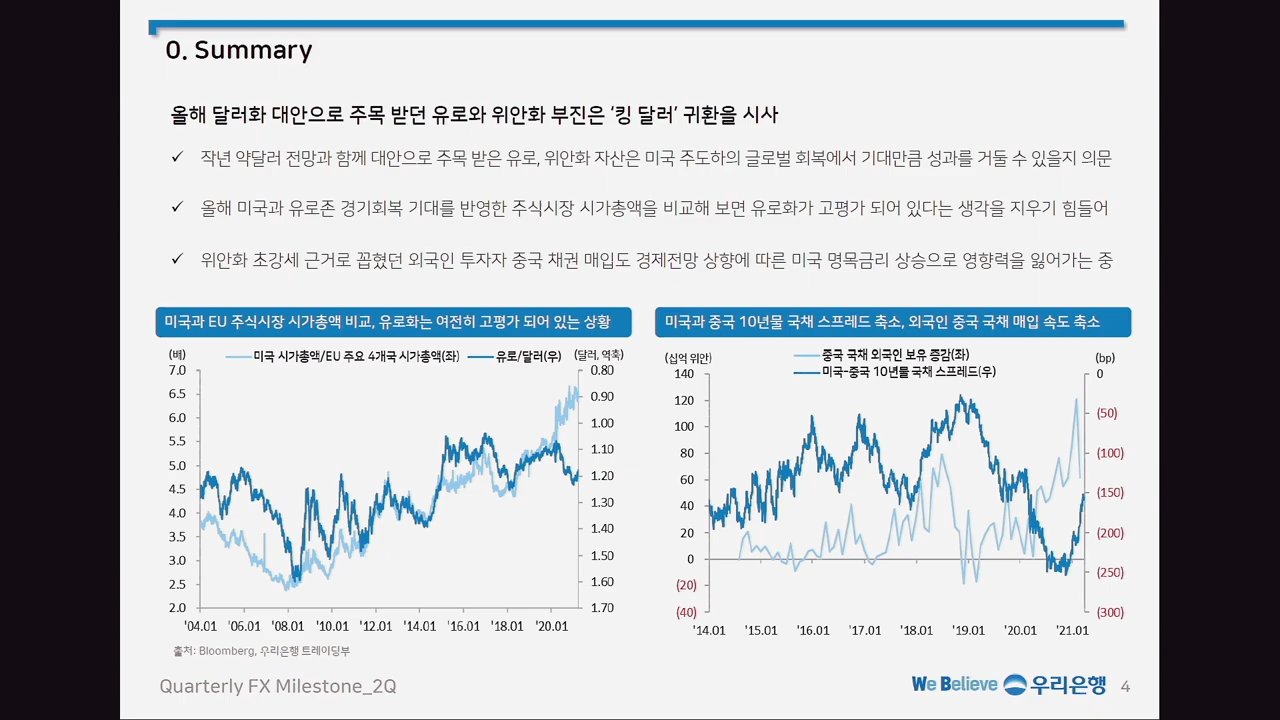 0. Summary
올해 달러화 대안으로 주목 받던 유로와 위안화 부진은 ‘킹 달러’ 귀환을 시사
✓ 작년 약달러 전망과 함께 대안으로 주목 받은 유로, 위안화 자산은 미국 주도하의 글로벌 회복에서 기대만큼 성과를 거둘 수 있을지 의문
✓ 올해 미국과 유로존 경기회복 기대를 반영한 주식시장 시가총액을 비교해 보면 유로화가 고평가 되어 있다는 생각을 지우기 힘들어
✓ 위안화 초강세 근거로 꼽혔던 외국인 투자자 중국 채권 매입도 경제전망 상향에 따른 미국 명목금리 상승으로 영향력을 잃어가는 중
미국과 EU 주식시장 시가총액 비교, 유로화는 여전히 고평가 되어 있는 상황
(배) 미국 시가총액/EU 주요 4개국 시가총액(좌) 유로/달러(우) (달러, 역축)
7.0 0.80
6.5 0.90
6.0 1.00
5.5 1.10
5.0 1.20
4.5 1.30
4.0 1.40
3.5 1.50
3.0 1.60
2.5 1.70
2.0
'04.01 '06.01 '08.01 '10.01 '12.01 '14.01 '16.01 '18.01 '20.01
출처: Bloomberg, 우리은행 트레이딩부
미국과 중국 10년물 국채 스프레드 축소, 외국인 중국 국채 매입 속도 축소
(십억 위안) 중국 국채 외국인 보유 증감(좌) (bp)
미국-중국 10년물 국채 스프레드(우)
140 0
120 (50)
100 (100)
80 (150)
60 (200)
40 (250)
20 (300)
0
(20)
(40)
'14.01 '15.01 '16.01 '17.01 '18.01 '19.01 '20.01 '21.01
Quarterly FX Milestone_2Q
We Believe 우리은행 4